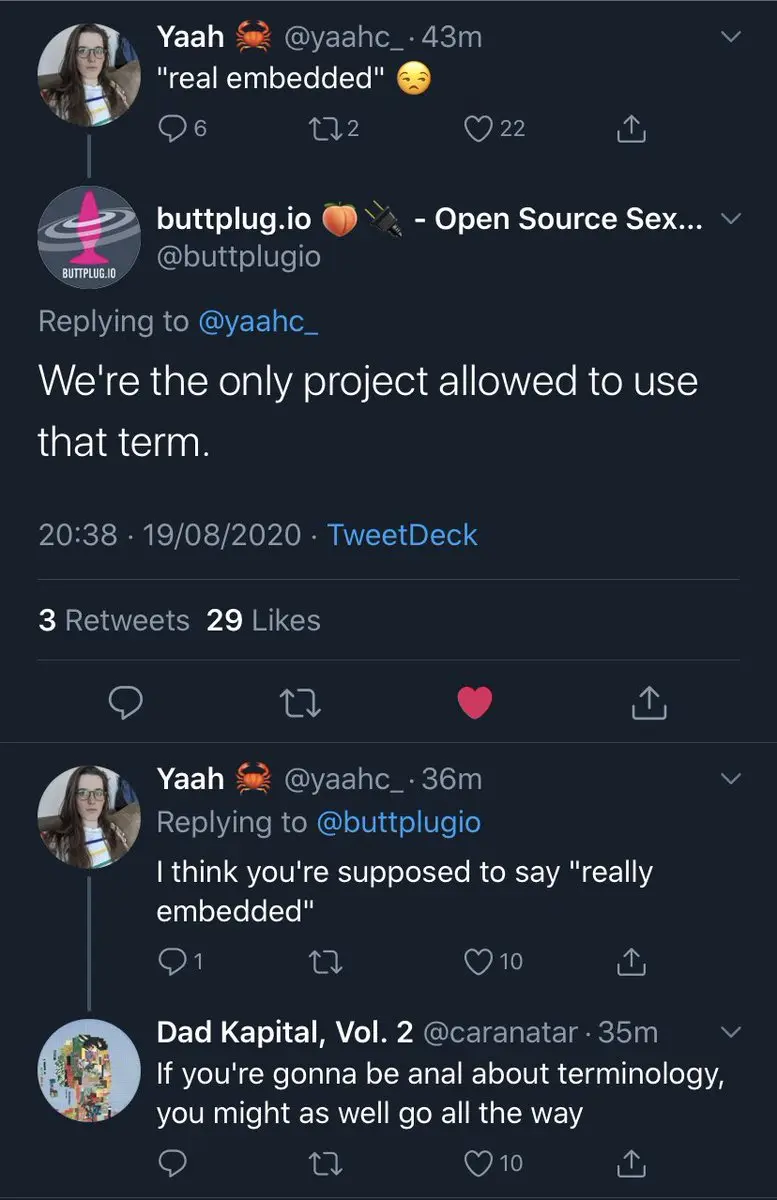 Yaah 🦀 @yaahc_ · 43m
"real embedded" 😒
6 2 22
buttplug.io 🍑🔌 - Open Source Sex...
@buttplugio
BUTTPLUG.IO
Replying to @yaahc_
We're the only project allowed to use
that term.
20:38 · 19/08/2020 · TweetDeck
3 Retweets 29 Likes
Yaah 🦀 @yaahc_ · 36m
Replying to @buttplugio
I think you're supposed to say "really
embedded"
1 10
Dad Kapital, Vol. 2 @caranatar · 35m
If you're gonna be anal about terminology,
you might as well go all the way
10